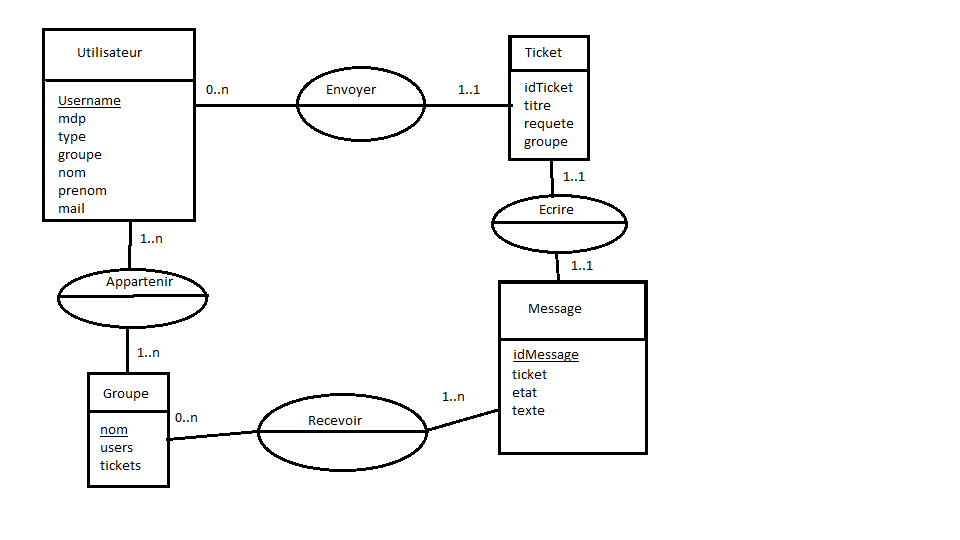 Utilisateur
Username
mdp
type
groupe
nom
prenom
mail
0..n
Envoyer
1..1
Ticket
idTicket
titre
requete
groupe
1..1
Ecrire
1..1
Message
idMessage
ticket
etat
texte
1..n
Appartenir
1..n
Groupe
nom
users
tickets
0..n
Recevoir
1..n